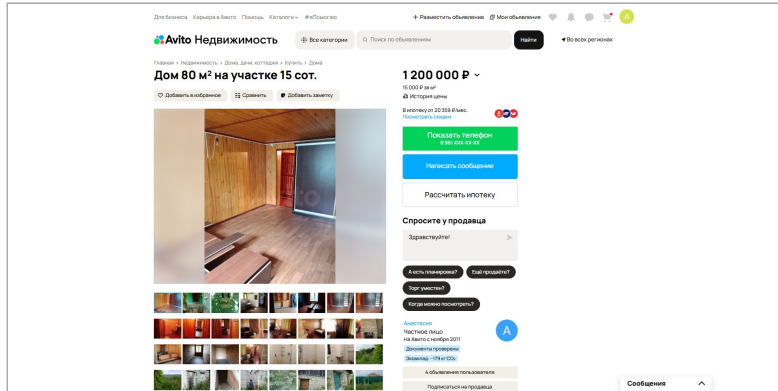 Для бизнеса Карьера в Авито Помощь Каталоги #яПомогаю
+ Разместить объявление Мои объявления
A
Avito Недвижимость
Все категории
Поиск по объявлениям
Найти
Во всех регионах
Главная › Недвижимость › Дома, дачи, коттеджи › Купить › Дома
Дом 80 м² на участке 15 сот.
Добавить в избранное
Сравнить
Добавить заметку
1 200 000 ₽
15 000 ₽ за м²
История цены
В ипотеку от 20 359 ₽/мес.
Посмотреть скидки
Показать телефон
8 961 XXX-XX-XX
Написать сообщение
Рассчитать ипотеку
Спросите у продавца
Здравствуйте!
А есть планировка?
Ещё продаёте?
Торг уместен?
Когда можно посмотреть?
Анастасия
Частное лицо
На Авито с ноября 2011
А
Документы проверены
Эковклад −179 кг CO₂
4 объявления пользователя
Подписаться на продавца
Сообщения